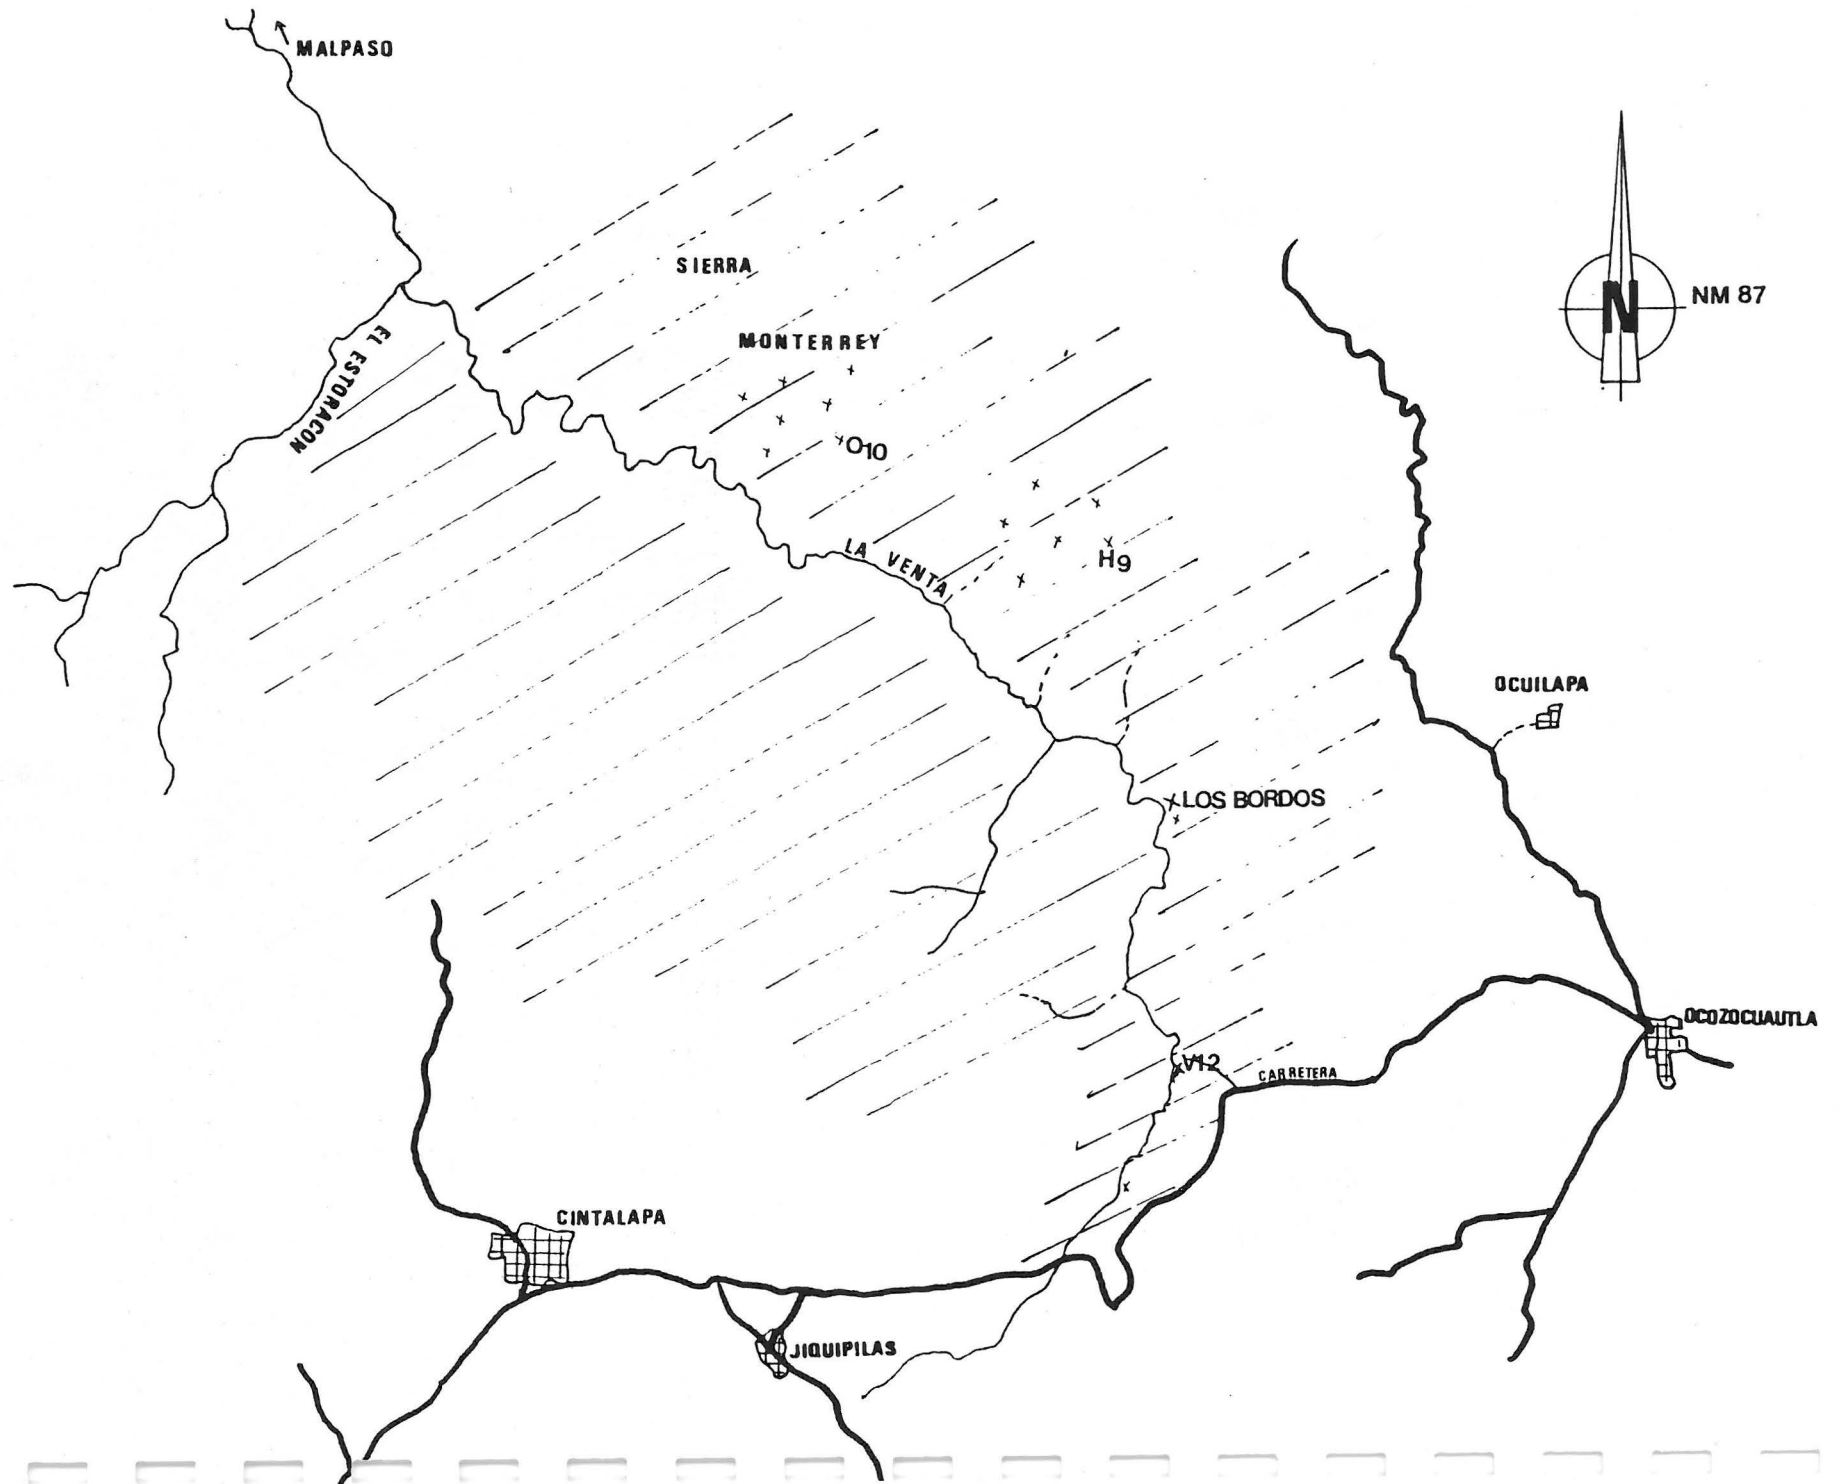 MALPASO
SIERRA
N
NM 87
EL ESTORACON
MONTERREY
O10
LA VENTA
H9
OCUILAPA
LOS BORDOS
OCOZOCUAUTLA
V12
CARRETERA
CINTALAPA
JIQUIPILAS